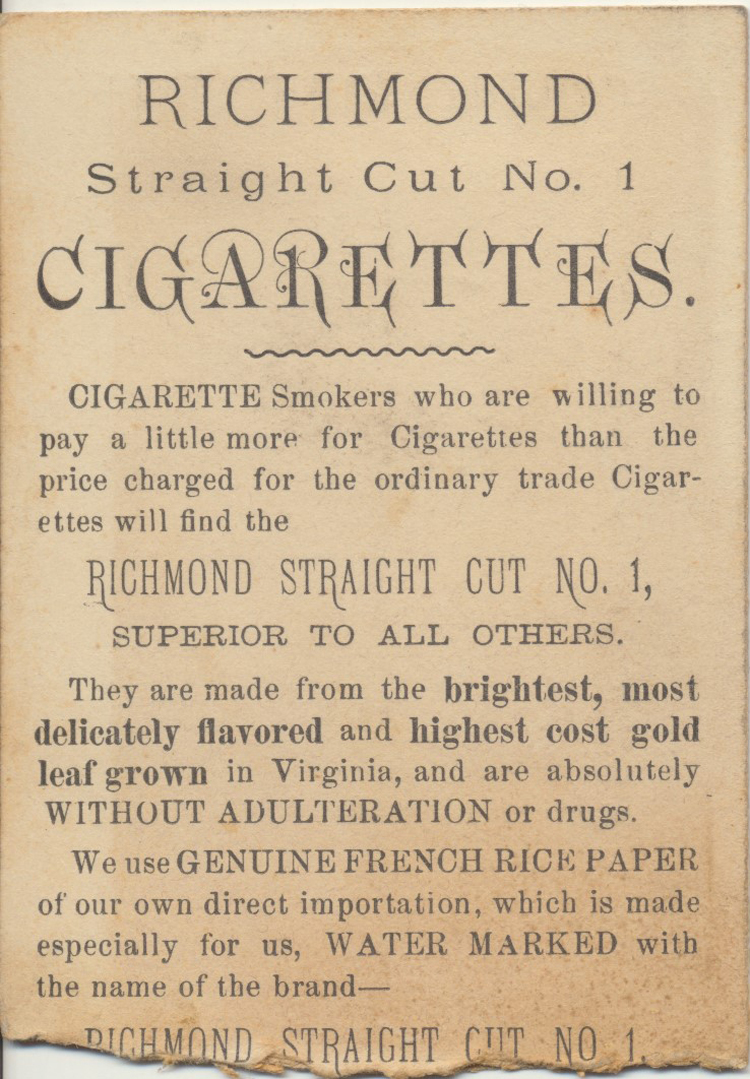 RICHMOND
Straight Cut No. 1
CIGARETTES.
CIGARETTE Smokers who are willing to
pay a little more for Cigarettes than the
price charged for the ordinary trade Cigar-
ettes will find the
RICHMOND STRAIGHT CUT NO. 1,
SUPERIOR TO ALL OTHERS.
They are made from the brightest, most
delicately flavored and highest cost gold
leaf grown in Virginia, and are absolutely
WITHOUT ADULTERATION or drugs.
We use GENUINE FRENCH RICE PAPER
of our own direct importation, which is made
especially for us, WATER MARKED with
the name of the brand—
RICHMOND STRAIGHT CUT NO 1.